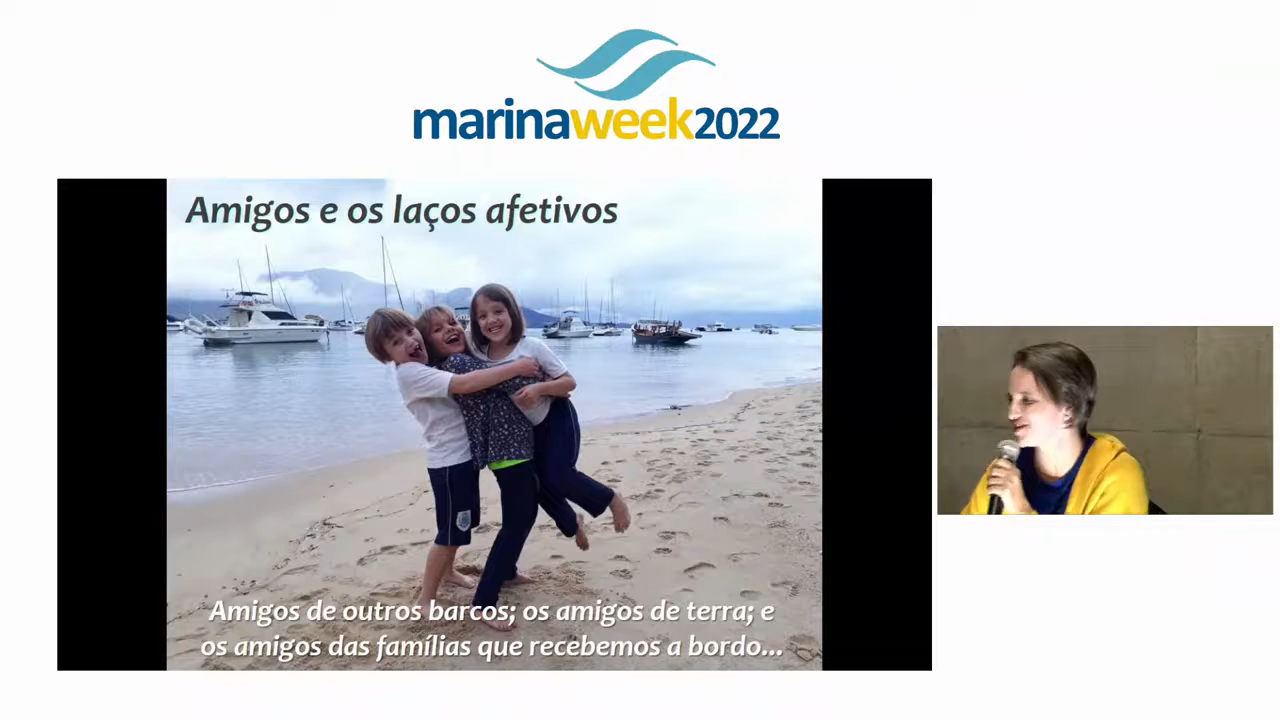 marinaweek2022
Amigos e os laços afetivos
Amigos de outros barcos; os amigos de terra; e
os amigos das famílias que recebemos a bordo...